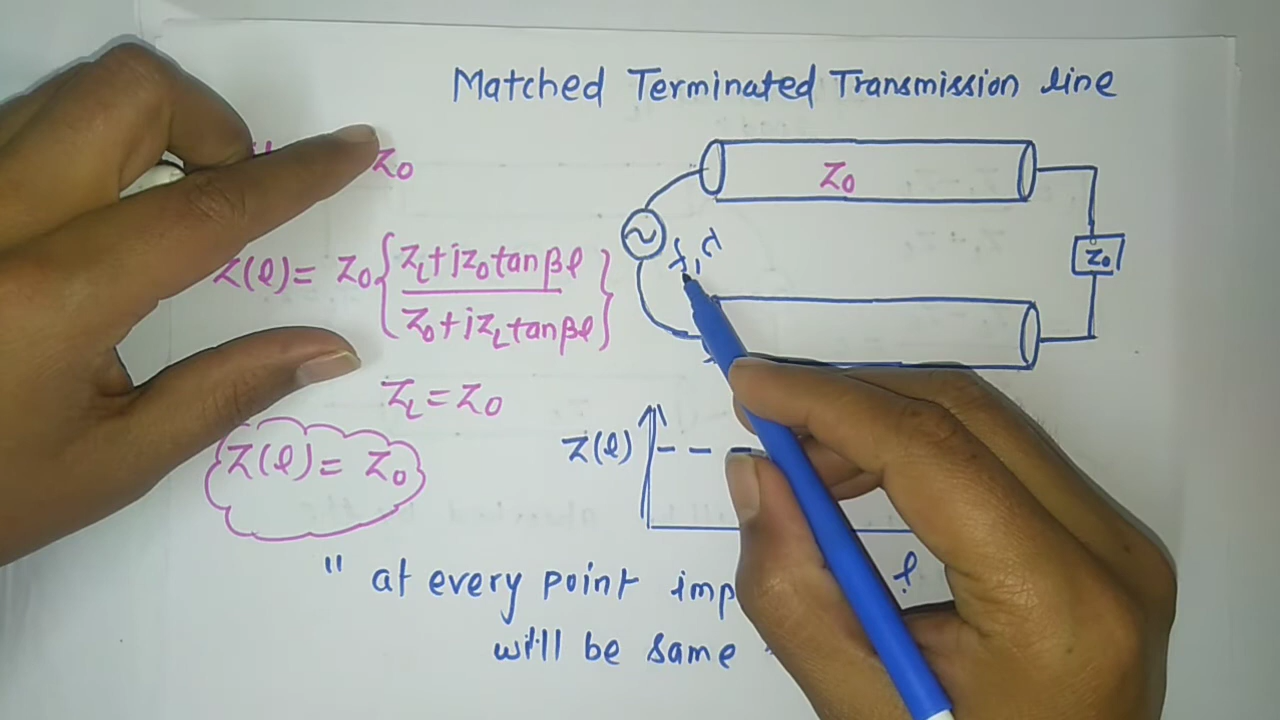 Matched Terminated Transmission line
Z0
Z0
f, λ
Z0
Z(l) = Z0 { ZL + jZ0 tanβl / Z0 + jZL tanβl }
ZL = Z0
Z(l) = Z0
Z(l)
l
" at every point
will be same